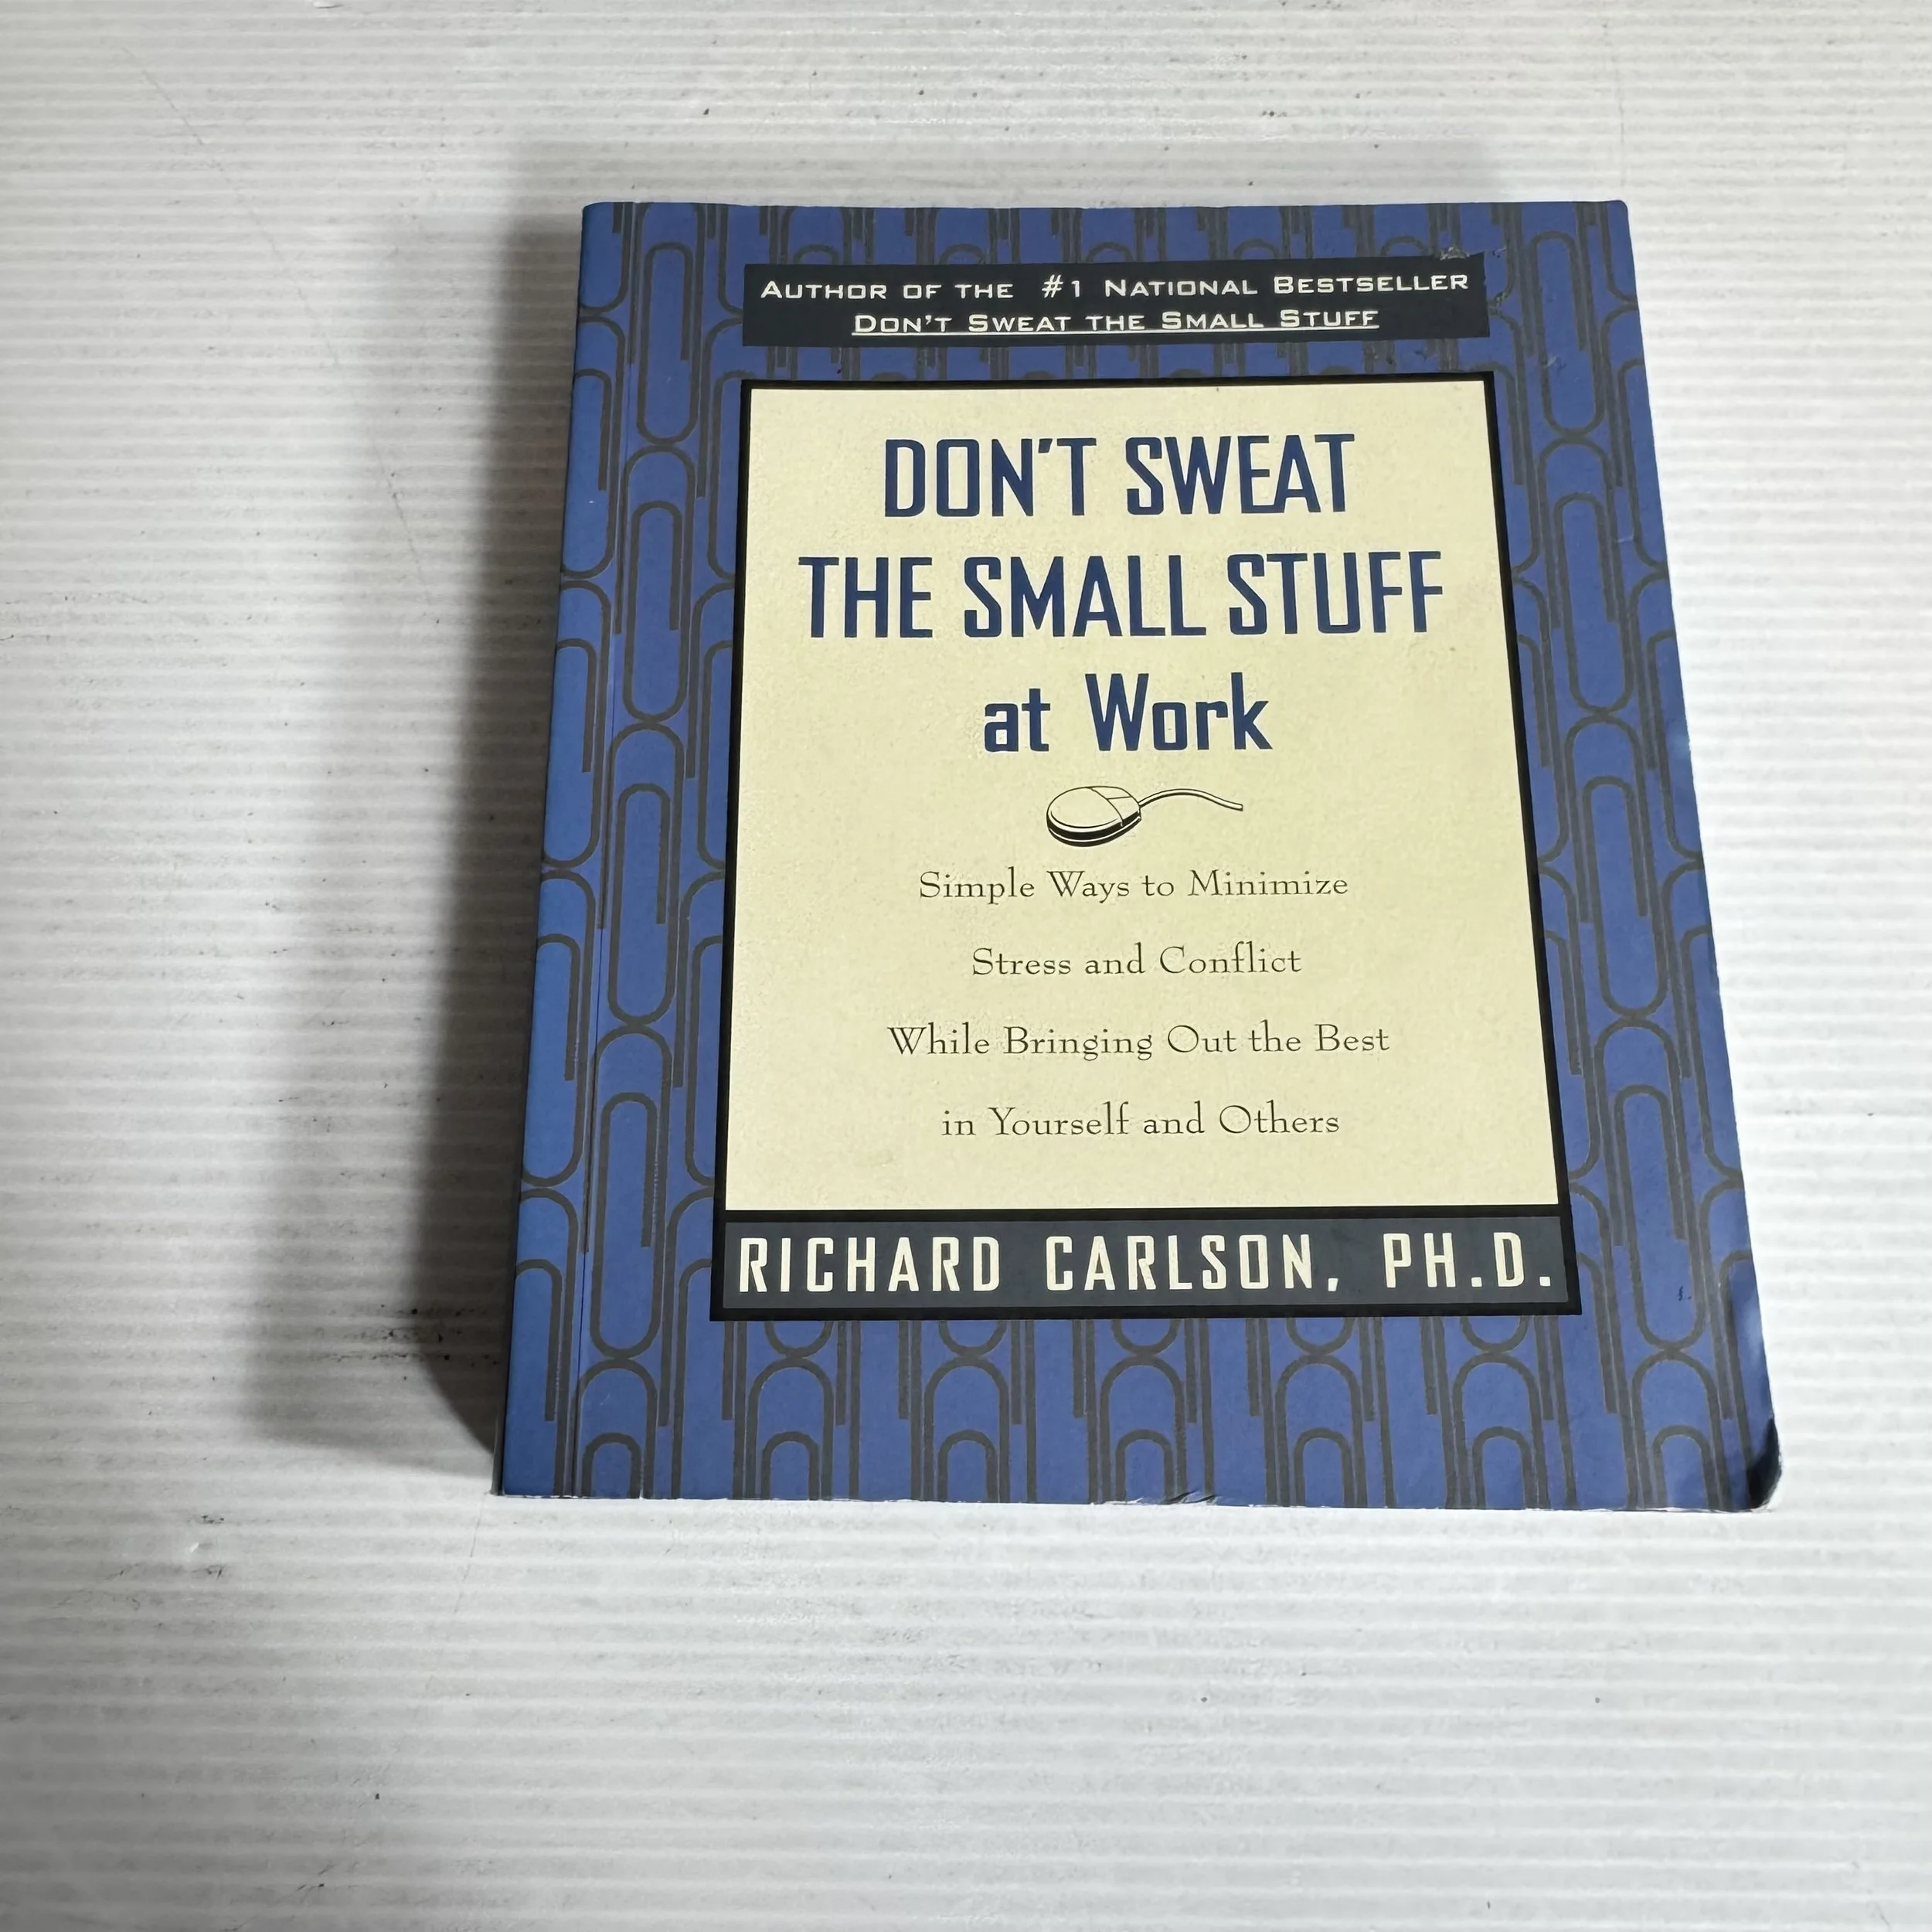 AUTHOR OF THE #1 NATIONAL BESTSELLER
DON'T SWEAT THE SMALL STUFF
DON'T SWEAT
THE SMALL STUFF
at Work
Simple Ways to Minimize
Stress and Conflict
While Bringing Out the Best
in Yourself and Others
RICHARD CARLSON, PH.D.